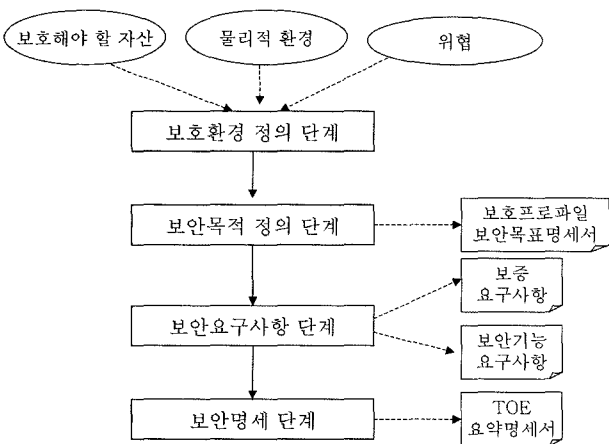 보호해야 할 자산
물리적 환경
위협
보호환경 정의 단계
보안목적 정의 단계
보호프로파일
보안목표명세서
보안요구사항 단계
보증
요구사항
보안기능
요구사항
보안명세 단계
TOE
요약명세서